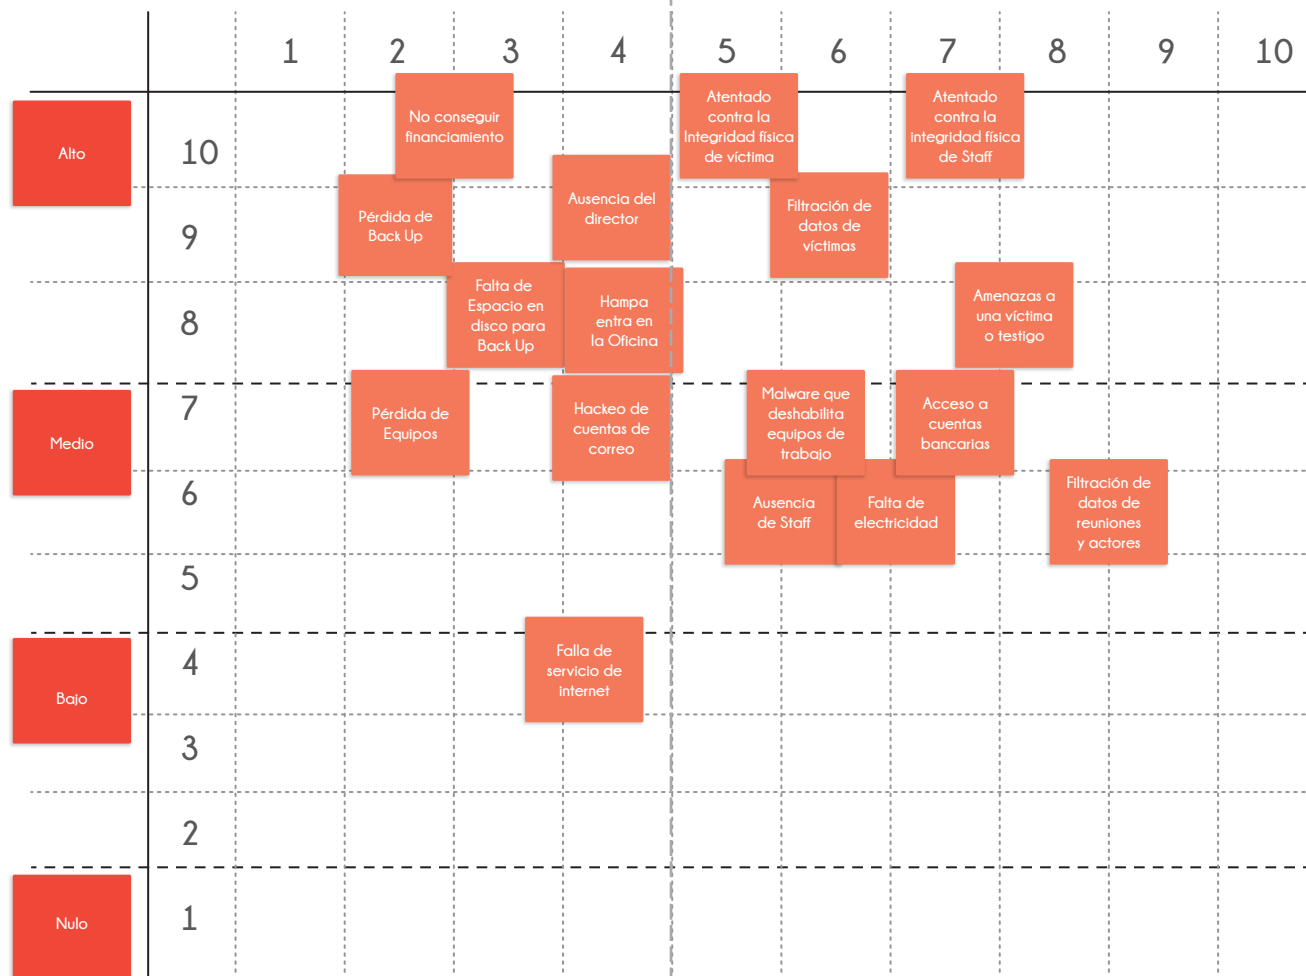 1 2 3 4 5 6 7 8 9 10
Alto
10
No conseguir
financiamiento
Atentado
contra la
Integridad física
de víctima
Atentado
contra la
integridad física
de Staff
9
Pérdida de
Back Up
Ausencia del
director
Filtración de
datos de
víctimas
8
Falta de
Espacio en
disco para
Back Up
Hampa
entra en
la Oficina
Amenazas a
una víctima
o testigo
Medio
7
Pérdida de
Equipos
Hackeo de
cuentas de
correo
Malware que
deshabilita
equipos de
trabajo
Acceso a
cuentas
bancarias
6
Ausencia
de Staff
Falta de
electricidad
Filtración de
datos de
reuniones
y actores
5
Bajo
4
Falla de
servicio de
internet
3
2
Nulo
1